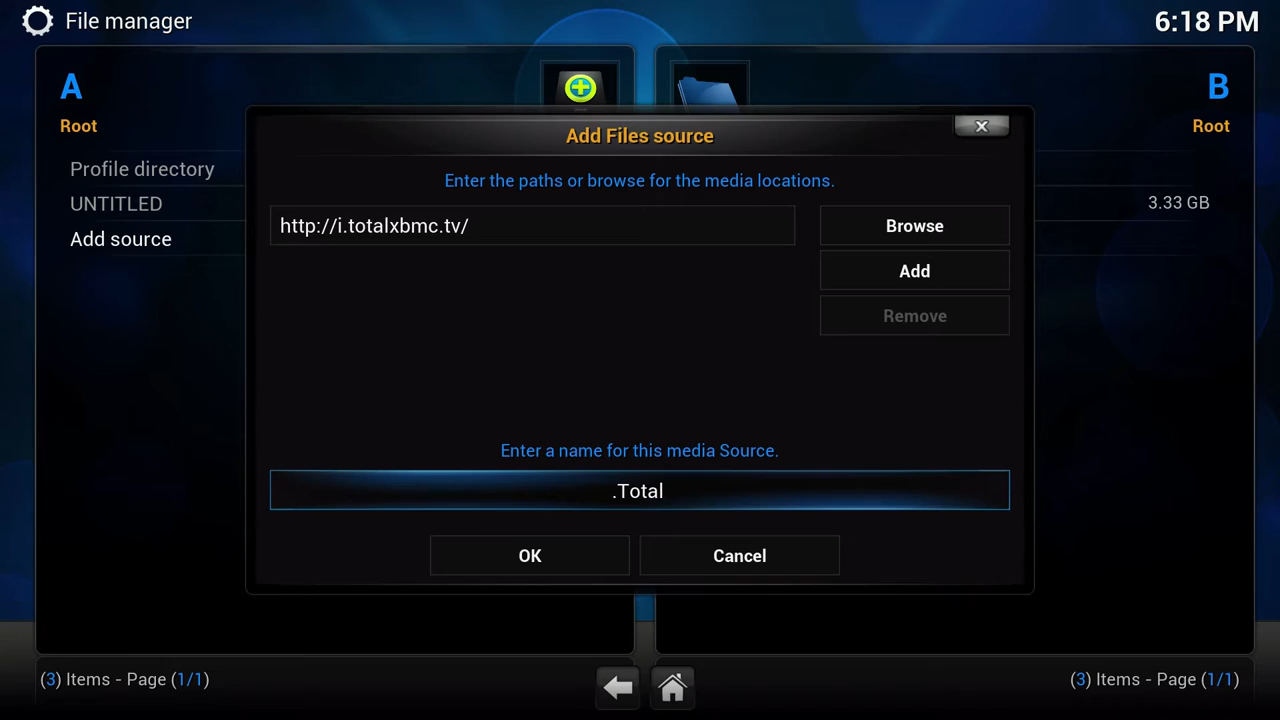 File manager
6:18 PM
A
B
Root
Root
Profile directory
UNTITLED
3.33 GB
Add source
Add Files source
Enter the paths or browse for the media locations.
http://i.totalxbmc.tv/
Browse
Add
Remove
Enter a name for this media Source.
.Total
OK
Cancel
(3) Items - Page (1/1)
(3) Items - Page (1/1)